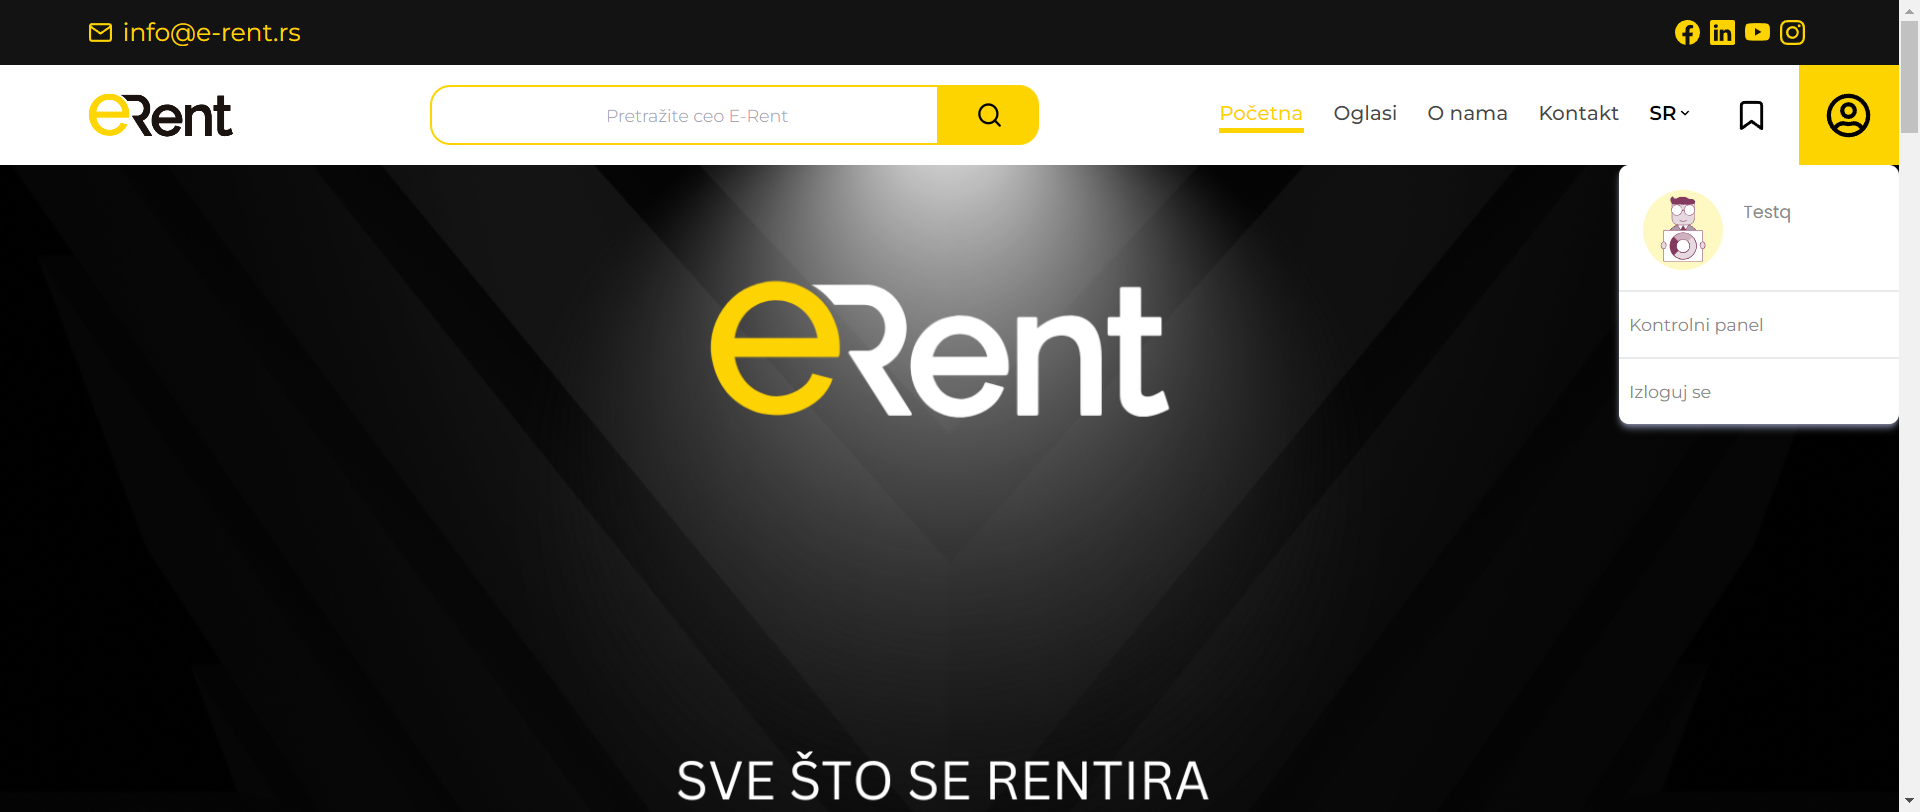 info@e-rent.rs
eRent
Pretražite ceo E-Rent
Početna
Oglasi
O nama
Kontakt
SR
Testq
Kontrolni panel
Izloguj se
eRent
SVE ŠTO SE RENTIRA